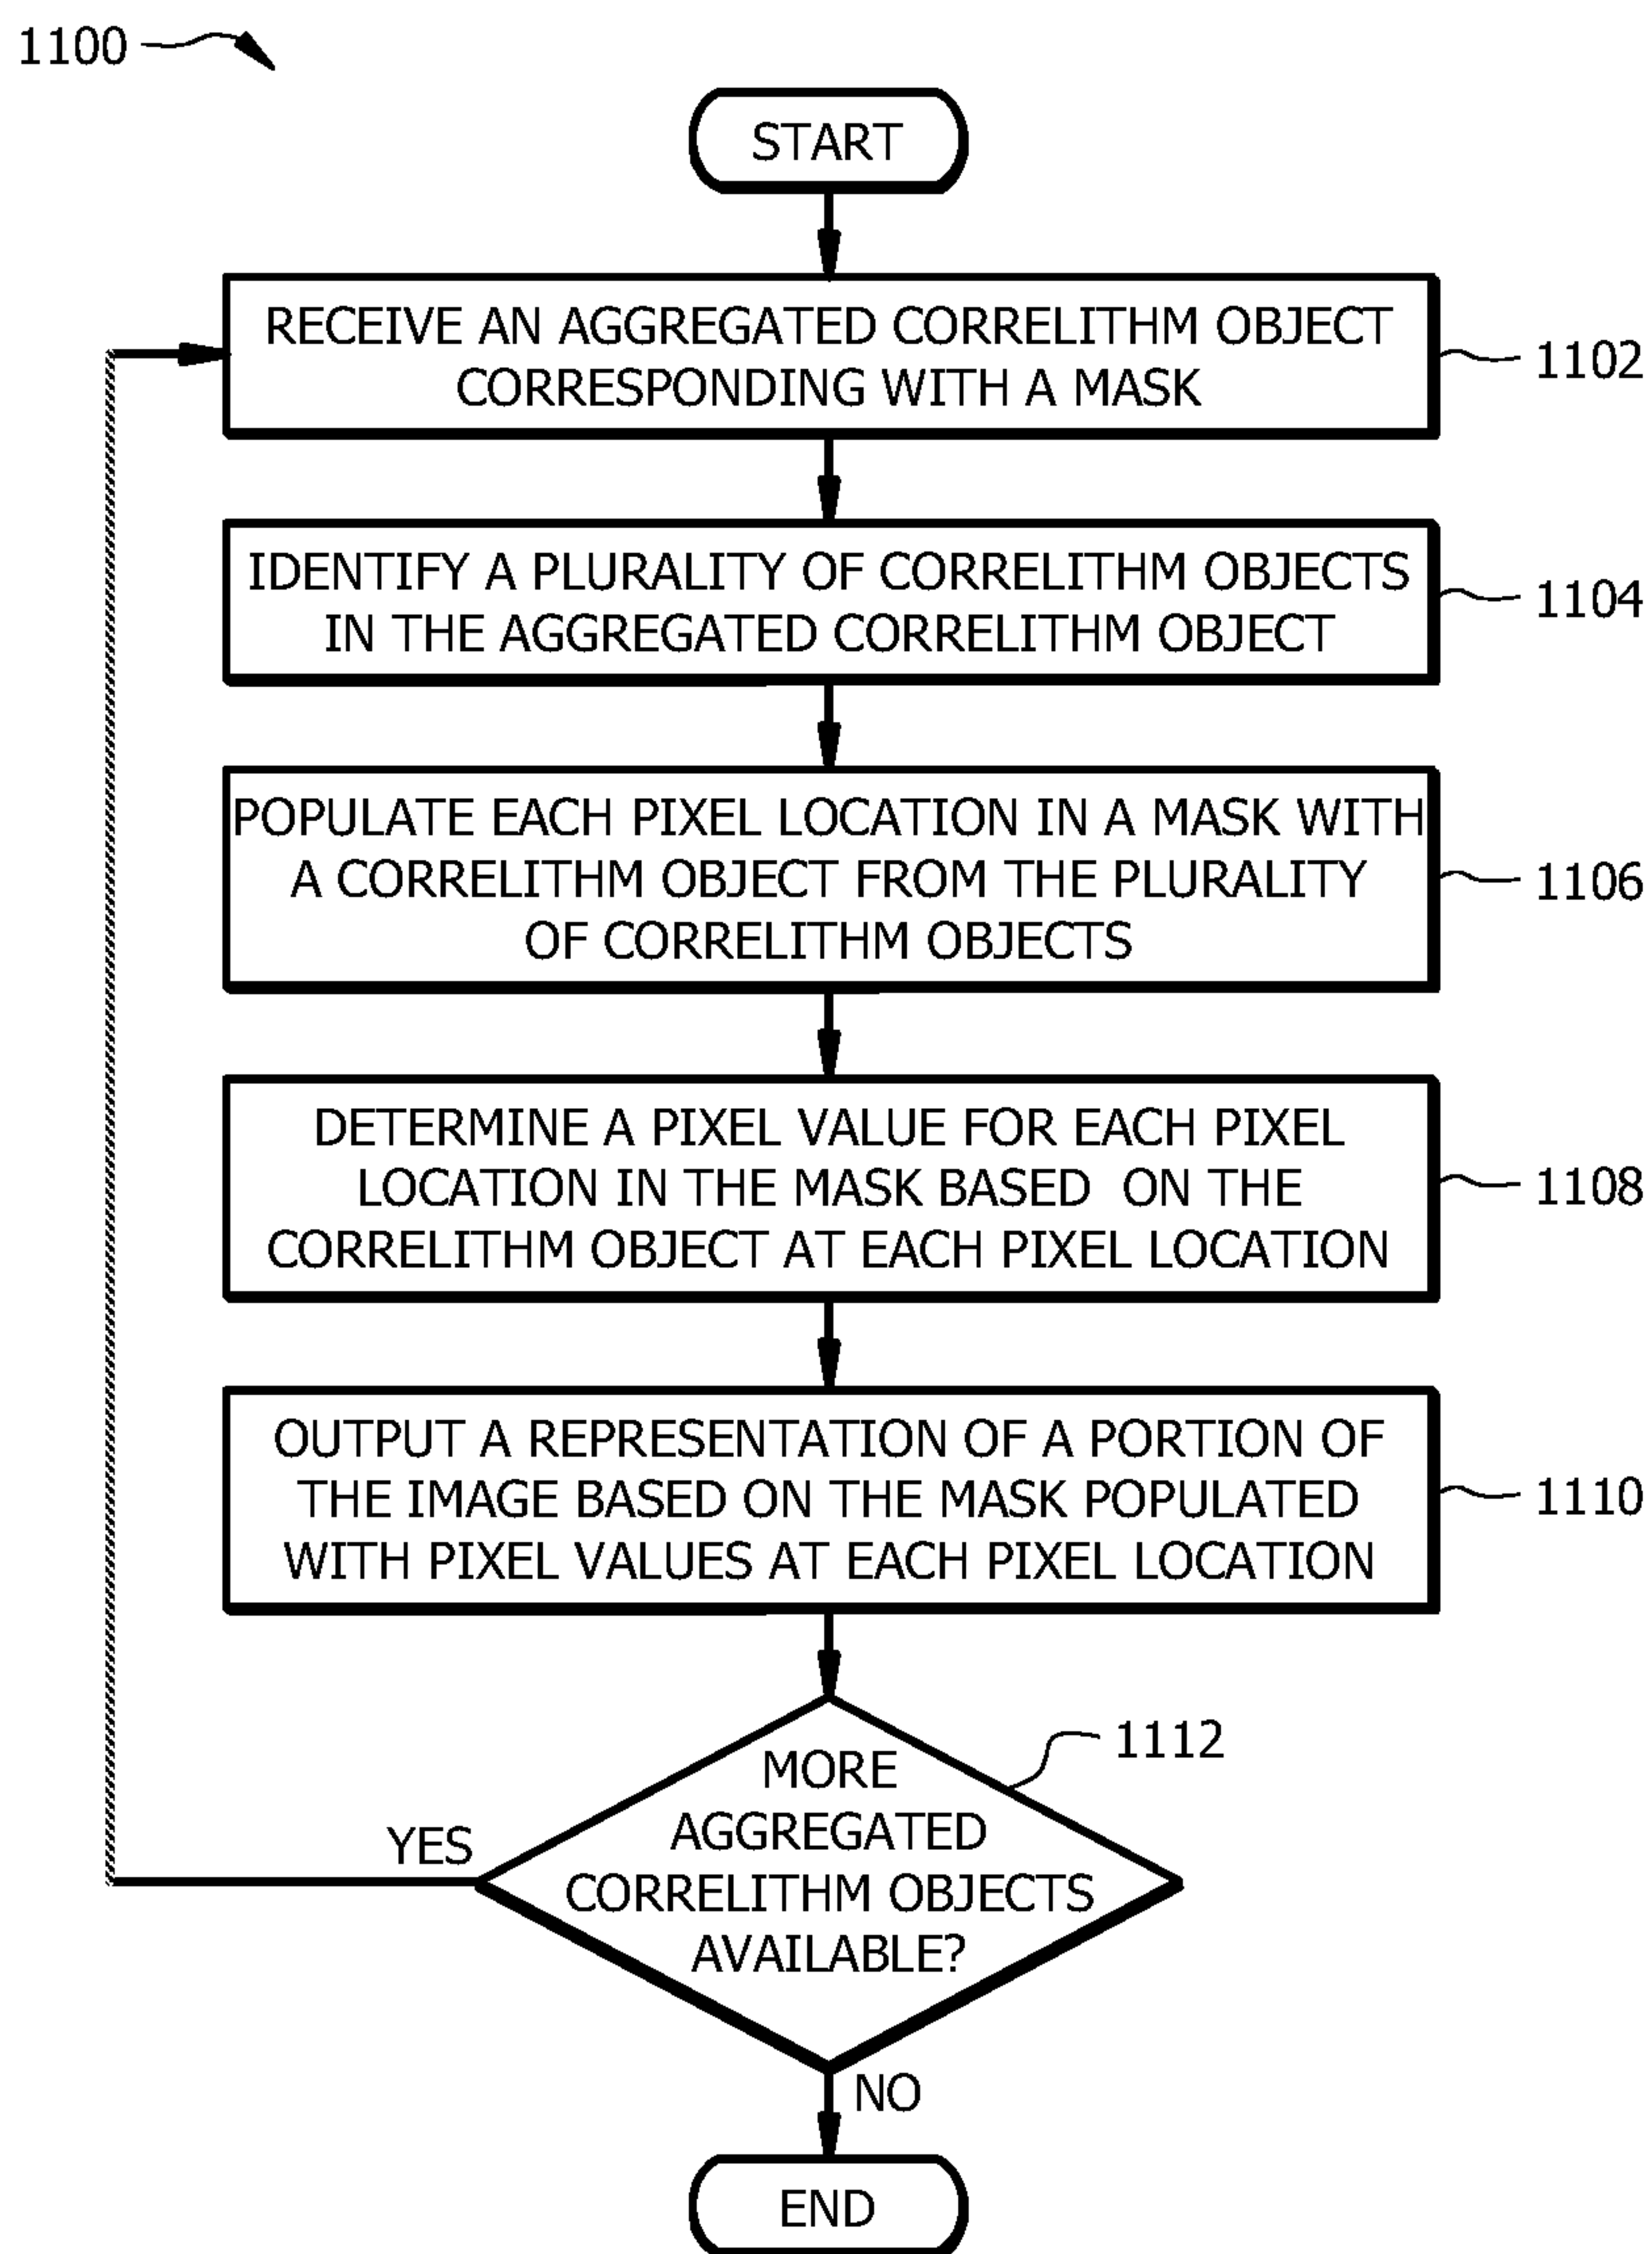 1100
START
RECEIVE AN AGGREGATED CORRELITHM OBJECT
CORRESPONDING WITH A MASK
1102
IDENTIFY A PLURALITY OF CORRELITHM OBJECTS
IN THE AGGREGATED CORRELITHM OBJECT
1104
POPULATE EACH PIXEL LOCATION IN A MASK WITH
A CORRELITHM OBJECT FROM THE PLURALITY
OF CORRELITHM OBJECTS
1106
DETERMINE A PIXEL VALUE FOR EACH PIXEL
LOCATION IN THE MASK BASED ON THE
CORRELITHM OBJECT AT EACH PIXEL LOCATION
1108
OUTPUT A REPRESENTATION OF A PORTION OF
THE IMAGE BASED ON THE MASK POPULATED
WITH PIXEL VALUES AT EACH PIXEL LOCATION
1110
MORE
AGGREGATED
CORRELITHM OBJECTS
AVAILABLE?
1112
YES
NO
END